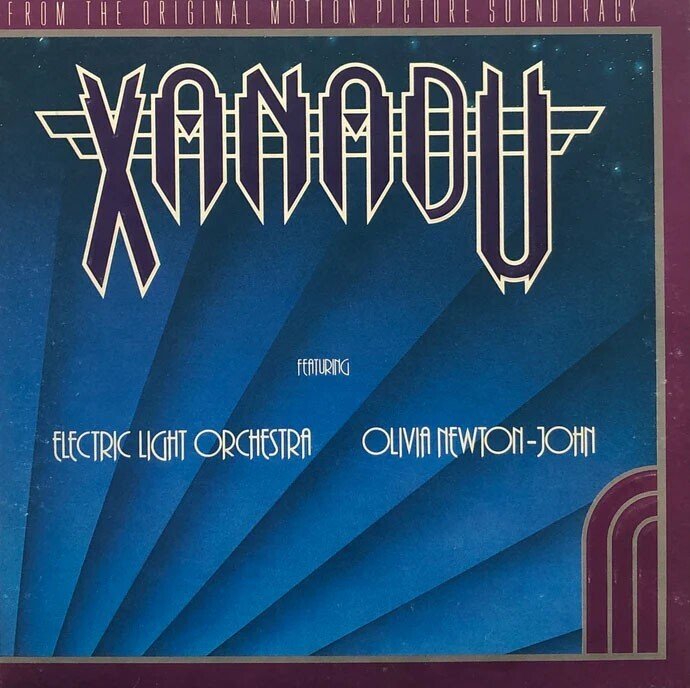 FROM THE ORIGINAL MOTION PICTURE SOUNDTRACK
XANADU
FEATURING
ELECTRIC LIGHT ORCHESTRA OLIVIA NEWTON-JOHN